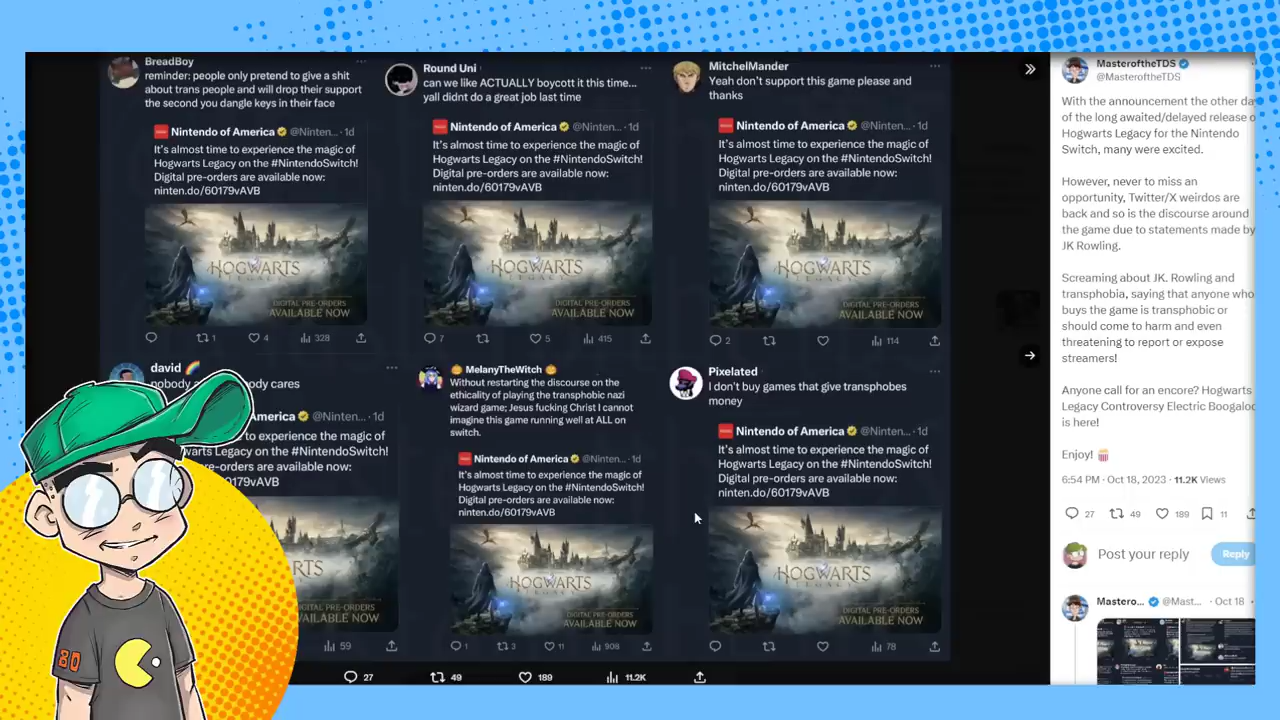 BreadBoy
reminder: people only pretend to give a shit
about trans people and will drop their support
the second you dangle keys in their face
Nintendo of America @Ninten... · 1d
It's almost time to experience the magic of
Hogwarts Legacy on the #NintendoSwitch!
Digital pre-orders are available now:
ninten.do/60179vAVB
HOGWARTS
LEGACY
DIGITAL PRE-ORDERS
AVAILABLE NOW
1
4
328
Round Uni
can we like ACTUALLY boycott it this time...
yall didnt do a great job last time
Nintendo of America @Ninten... · 1d
It's almost time to experience the magic of
Hogwarts Legacy on the #NintendoSwitch!
Digital pre-orders are available now:
ninten.do/60179vAVB
HOGWARTS
LEGACY
DIGITAL PRE-ORDERS
AVAILABLE NOW
7
5
415
MitchelMander
Yeah don't support this game please and
thanks
Nintendo of America @Ninten... · 1d
It's almost time to experience the magic of
Hogwarts Legacy on the #NintendoSwitch!
Digital pre-orders are available now:
ninten.do/60179vAVB
HOGWARTS
LEGACY
DIGITAL PRE-ORDERS
AVAILABLE NOW
2
114
david
nobody cares
America @Ninten... · 1d
to experience the magic of
Legacy on the #NintendoSwitch!
pre-orders are available now:
0179vAVB
RTS
DIGITAL PRE-ORDERS
AVAILABLE NOW
59
MelanyTheWitch
Without restarting the discourse on the
ethicality of playing the transphobic nazi
wizard game; Jesus fucking Christ I cannot
imagine this game running well at ALL on
switch.
Nintendo of America @Ninten... · 1d
It's almost time to experience the magic of
Hogwarts Legacy on the #NintendoSwitch!
Digital pre-orders are available now:
ninten.do/60179vAVB
HOGWARTS
LEGACY
DIGITAL PRE-ORDERS
AVAILABLE NOW
1
3
11
908
Pixelated
I don't buy games that give transphobes
money
Nintendo of America @Ninten... · 1d
It's almost time to experience the magic of
Hogwarts Legacy on the #NintendoSwitch!
Digital pre-orders are available now:
ninten.do/60179vAVB
HOGWARTS
LEGACY
DIGITAL PRE-ORDERS
AVAILABLE NOW
78
27
49
189
11.2K
MasteroftheTDS
@MasteroftheTDS
With the announcement the other da
of the long awaited/delayed release o
Hogwarts Legacy for the Nintendo
Switch, many were excited.
However, never to miss an
opportunity, Twitter/X weirdos are
back and so is the discourse around
the game due to statements made by
JK Rowling.
Screaming about JK. Rowling and
transphobia, saying that anyone who
buys the game is transphobic or
should come to harm and even
threatening to report or expose
streamers!
Anyone call for an encore? Hogwarts
Legacy Controversy Electric Boogaloo
is here!
Enjoy!
6:54 PM · Oct 18, 2023 · 11.2K Views
27
49
189
11
Post your reply
Reply
Mastero... @Mast... · Oct 18
80